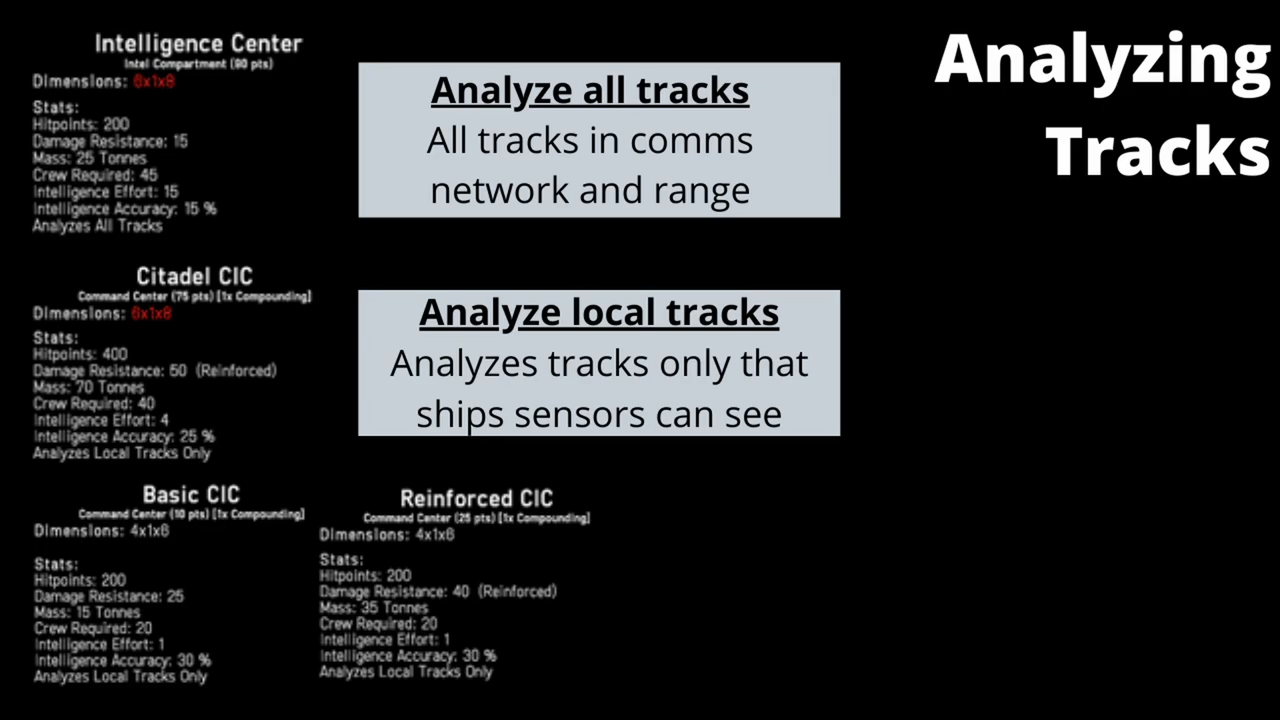 Analyzing
Tracks
Intelligence Center
Intel Compartment (90 pts)
Dimensions: 6x1x8
Stats:
Hitpoints: 200
Damage Resistance: 15
Mass: 25 Tonnes
Crew Required: 45
Intelligence Effort: 15
Intelligence Accuracy: 15 %
Analyzes All Tracks
Analyze all tracks
All tracks in comms
network and range
Citadel CIC
Command Center (75 pts) [1x Compounding]
Dimensions: 6x1x8
Stats:
Hitpoints: 400
Damage Resistance: 50 (Reinforced)
Mass: 70 Tonnes
Crew Required: 40
Intelligence Effort: 4
Intelligence Accuracy: 25 %
Analyzes Local Tracks Only
Analyze local tracks
Analyzes tracks only that
ships sensors can see
Basic CIC
Command Center (10 pts) [1x Compounding]
Dimensions: 4x1x6
Stats:
Hitpoints: 200
Damage Resistance: 25
Mass: 15 Tonnes
Crew Required: 20
Intelligence Effort: 1
Intelligence Accuracy: 30 %
Analyzes Local Tracks Only
Reinforced CIC
Command Center (25 pts) [1x Compounding]
Dimensions: 4x1x6
Stats:
Hitpoints: 200
Damage Resistance: 40 (Reinforced)
Mass: 35 Tonnes
Crew Required: 20
Intelligence Effort: 1
Intelligence Accuracy: 30 %
Analyzes Local Tracks Only